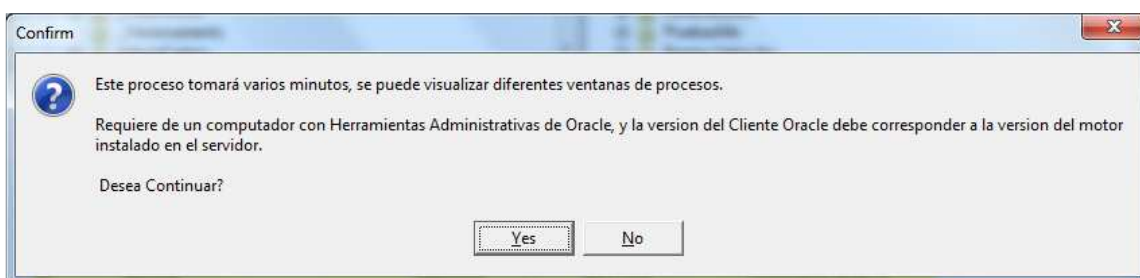 Confirm
Este proceso tomará varios minutos, se puede visualizar diferentes ventanas de procesos.
Requiere de un computador con Herramientas Administrativas de Oracle, y la version del Cliente Oracle debe corresponder a la version del motor
instalado en el servidor.
Desea Continuar?
Yes No